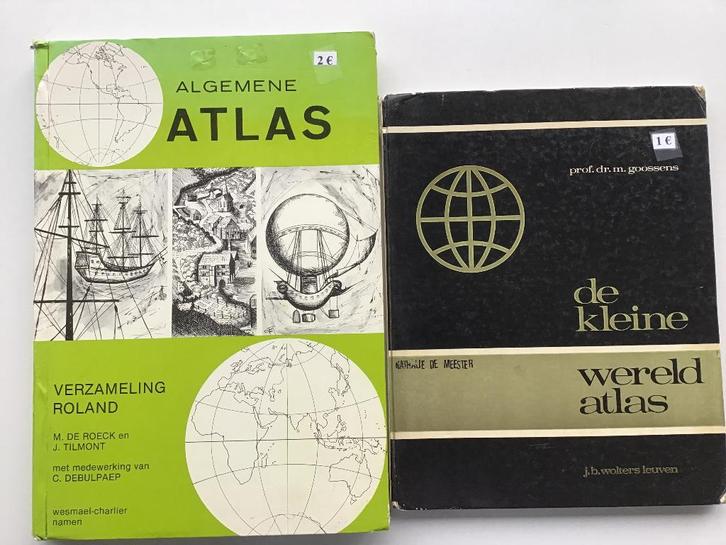 2 €
ALGEMENE
ATLAS
VERZAMELING
ROLAND
M. DE ROECK en
J. TILMONT
met medewerking van
C. DEBULPAEP
wesmael-charlier
namen
1 €
prof. dr. m. goossens
de
kleine
NATHALIE DE MEESTER
wereld
atlas
j.b. wolters leuven